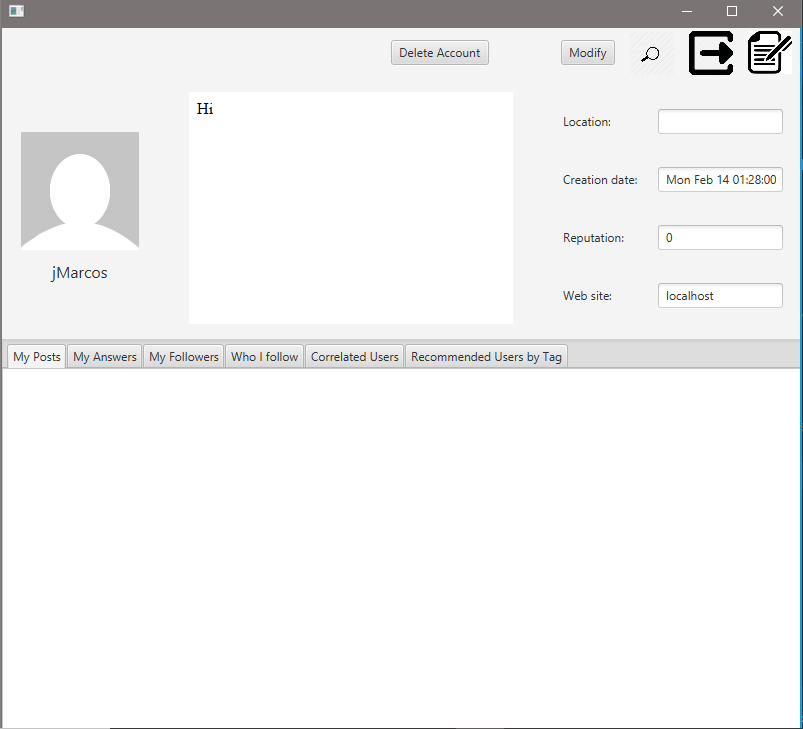 Delete Account
Modify
Hi
Location:
Creation date: Mon Feb 14 01:28:00
Reputation: 0
Web site: localhost
jMarcos
My Posts My Answers My Followers Who I follow Correlated Users Recommended Users by Tag